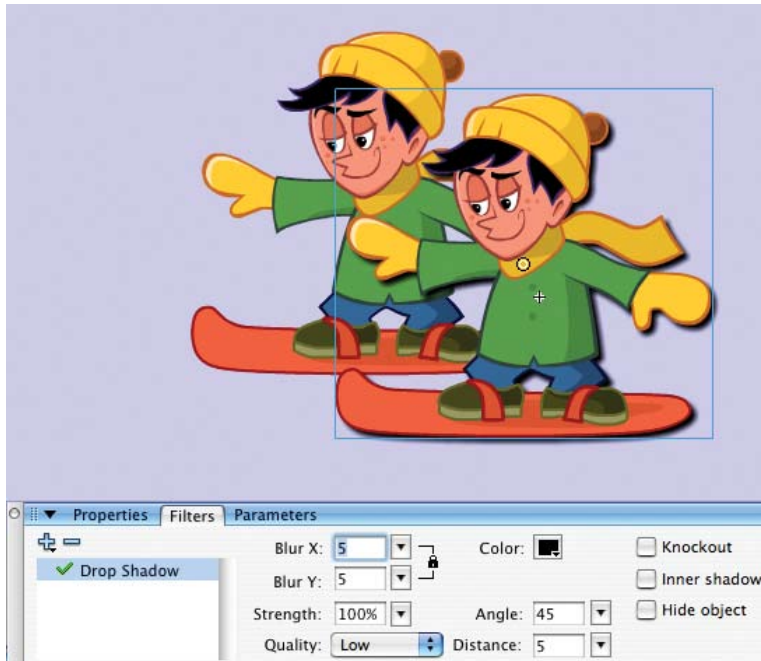 Properties Filters Parameters
Drop Shadow
Blur X: 5
Blur Y: 5
Strength: 100%
Quality: Low
Color:
Angle: 45
Distance: 5
Knockout
Inner shadow
Hide object